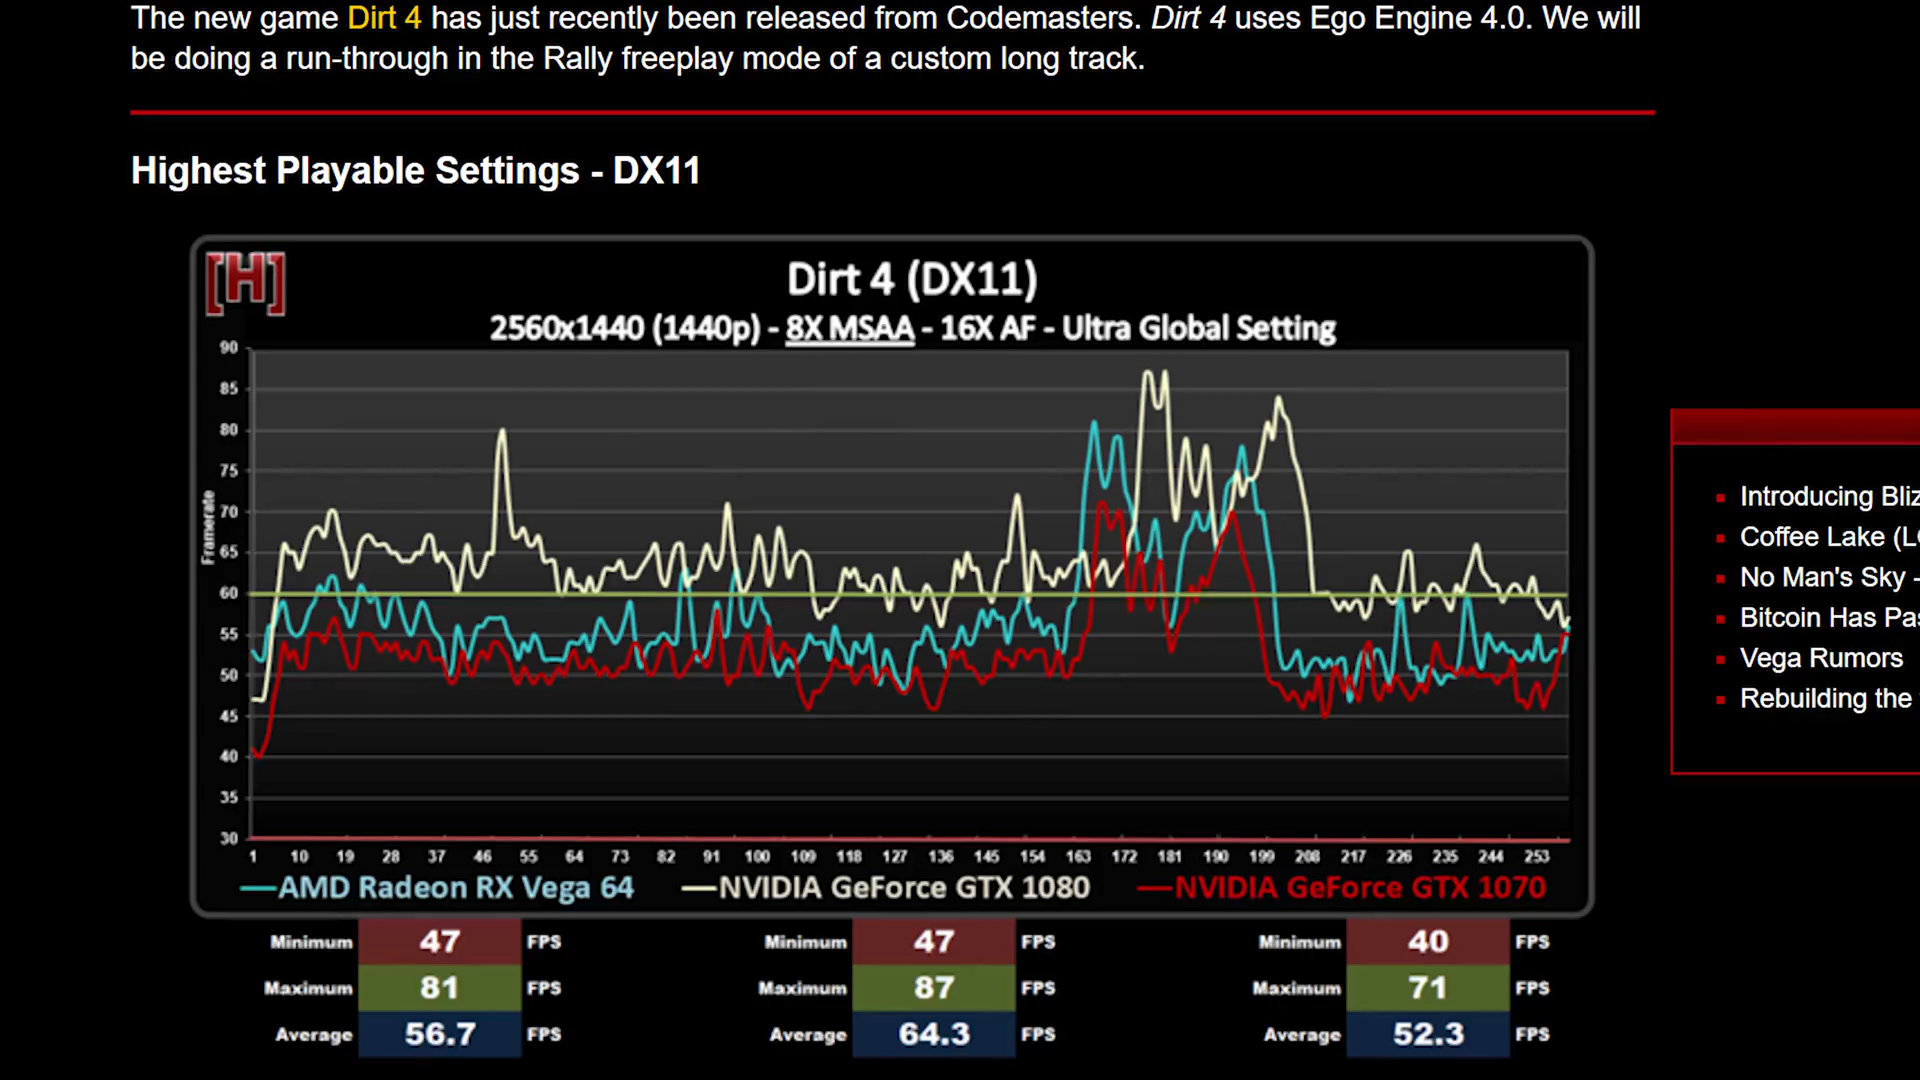 The new game Dirt 4 has just recently been released from Codemasters. Dirt 4 uses Ego Engine 4.0. We will
be doing a run-through in the Rally freeplay mode of a custom long track.
Highest Playable Settings - DX11
[H]
Dirt 4 (DX11)
2560x1440 (1440p) - 8X MSAA - 16X AF - Ultra Global Setting
Framerate
90
85
80
75
70
65
60
55
50
45
40
35
30
1 10 19 28 37 46 55 64 73 82 91 100 109 118 127 136 145 154 163 172 181 190 199 208 217 226 235 244 253
AMD Radeon RX Vega 64 NVIDIA GeForce GTX 1080 NVIDIA GeForce GTX 1070
Minimum 47 FPS Minimum 47 FPS Minimum 40 FPS
Maximum 81 FPS Maximum 87 FPS Maximum 71 FPS
Average 56.7 FPS Average 64.3 FPS Average 52.3 FPS
Introducing Bliz
Coffee Lake (L
No Man's Sky -
Bitcoin Has Pas
Vega Rumors
Rebuilding the